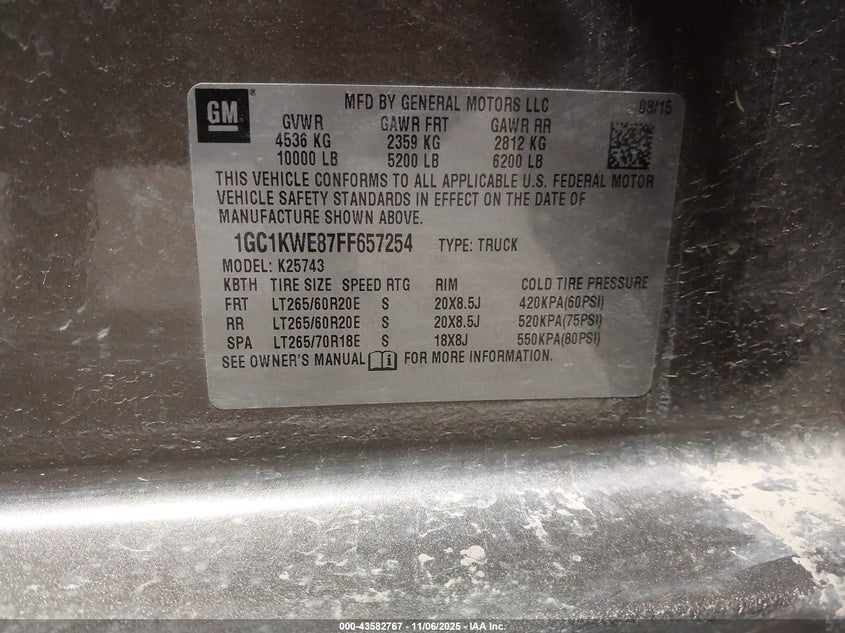 GM ®
MFD BY GENERAL MOTORS LLC 08/15
GVWR GAWR FRT GAWR RR
4536 KG 2359 KG 2812 KG
10000 LB 5200 LB 6200 LB
THIS VEHICLE CONFORMS TO ALL APPLICABLE U.S. FEDERAL MOTOR
VEHICLE SAFETY STANDARDS IN EFFECT ON THE DATE OF
MANUFACTURE SHOWN ABOVE.
1GC1KWE87FF657254 TYPE: TRUCK
MODEL: K25743
KBTH TIRE SIZE SPEED RTG RIM COLD TIRE PRESSURE
FRT LT265/60R20E S 20X8.5J 420KPA(60PSI)
RR LT265/60R20E S 20X8.5J 520KPA(75PSI)
SPA LT265/70R18E S 18X8J 550KPA(80PSI)
SEE OWNER'S MANUAL FOR MORE INFORMATION.
000-43582767 - 11/06/2025 - IAA Inc.